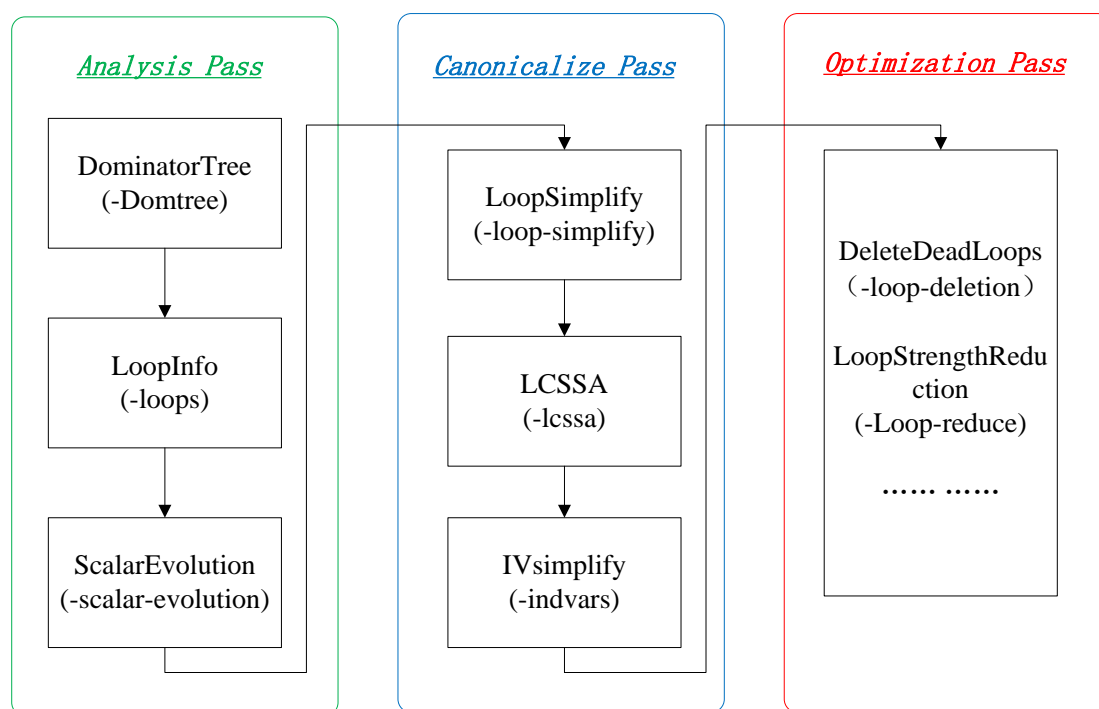 Analysis Pass
DominatorTree
(-Domtree)
LoopInfo
(-loops)
ScalarEvolution
(-scalar-evolution)
Canonicalize Pass
LoopSimplify
(-loop-simplify)
LCSSA
(-lcssa)
IVsimplify
(-indvars)
Optimization Pass
DeleteDeadLoops
（-loop-deletion）
LoopStrengthRedu
ction
(-Loop-reduce)
…… ……